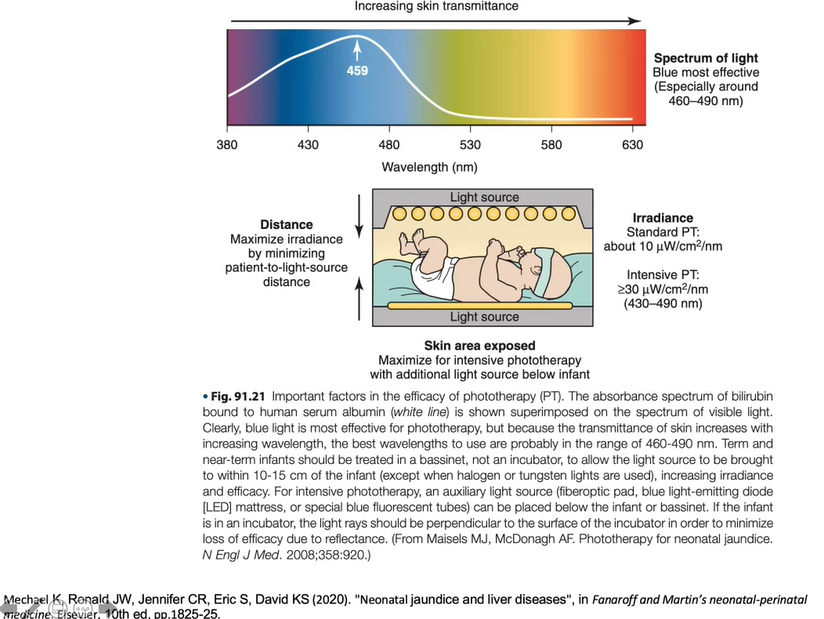 Increasing skin transmittance
459
Spectrum of light
Blue most effective
(Especially around
460–490 nm)
380 430 480 530 580 630
Wavelength (nm)
Light source
Distance
Maximize irradiance
by minimizing
patient-to-light-source
distance
Irradiance
Standard PT:
about 10 μW/cm²/nm
Intensive PT:
≥30 μW/cm²/nm
(430–490 nm)
Light source
Skin area exposed
Maximize for intensive phototherapy
with additional light source below infant
• Fig. 91.21 Important factors in the efficacy of phototherapy (PT). The absorbance spectrum of bilirubin
bound to human serum albumin (white line) is shown superimposed on the spectrum of visible light.
Clearly, blue light is most effective for phototherapy, but because the transmittance of skin increases with
increasing wavelength, the best wavelengths to use are probably in the range of 460-490 nm. Term and
near-term infants should be treated in a bassinet, not an incubator, to allow the light source to be brought
to within 10-15 cm of the infant (except when halogen or tungsten lights are used), increasing irradiance
and efficacy. For intensive phototherapy, an auxiliary light source (fiberoptic pad, blue light-emitting diode
[LED] mattress, or special blue fluorescent tubes) can be placed below the infant or bassinet. If the infant
is in an incubator, the light rays should be perpendicular to the surface of the incubator in order to minimize
loss of efficacy due to reflectance. (From Maisels MJ, McDonagh AF. Phototherapy for neonatal jaundice.
N Engl J Med. 2008;358:920.)
Mechael K, Ronald JW, Jennifer CR, Eric S, David KS (2020). "Neonatal jaundice and liver diseases", in Fanaroff and Martin's neonatal-perinatal
medicine. Elsevier. 10th ed. pp.1825-25.